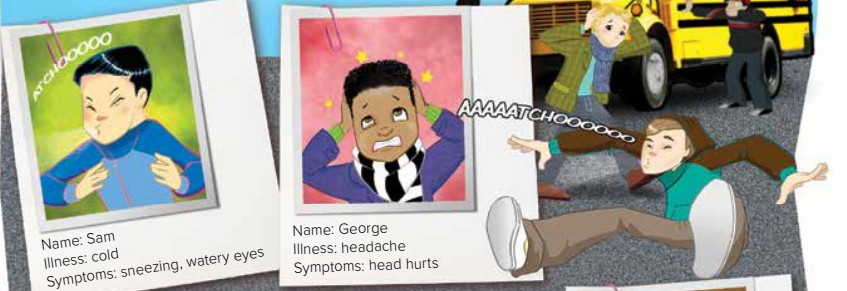 ATCHOOOOO
Name: Sam
Illness: cold
Symptoms: sneezing, watery eyes
Name: George
Illness: headache
Symptoms: head hurts
AAAAATCHOOOOOO